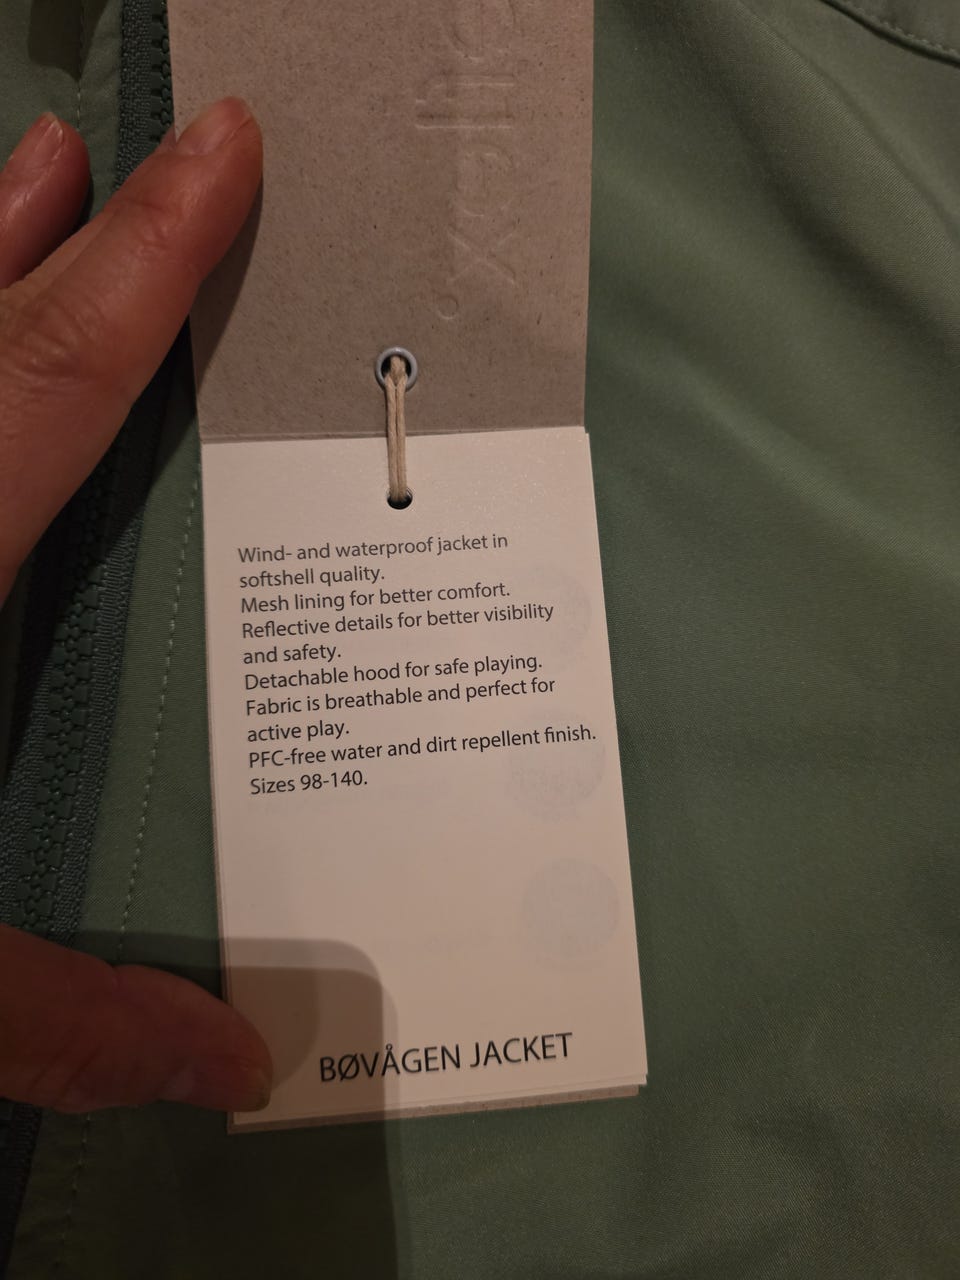 Wind- and waterproof jacket in
softshell quality.
Mesh lining for better comfort.
Reflective details for better visibility
and safety.
Detachable hood for safe playing.
Fabric is breathable and perfect for
active play.
PFC-free water and dirt repellent finish.
Sizes 98-140.
BØVÅGEN JACKET